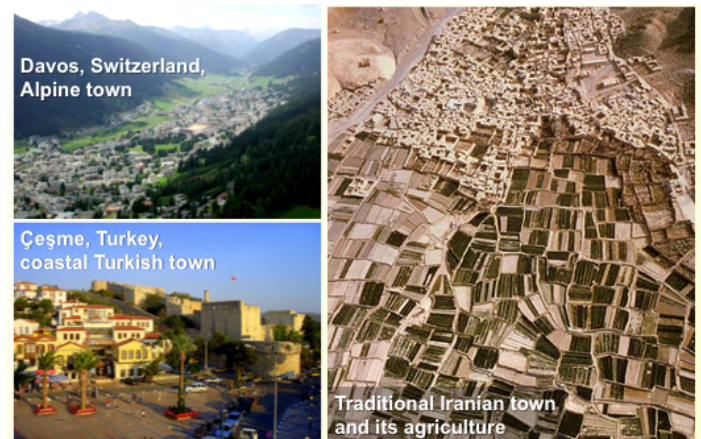 Davos, Switzerland,
Alpine town
Çeşme, Turkey,
coastal Turkish town
Traditional Iranian town
and its agriculture